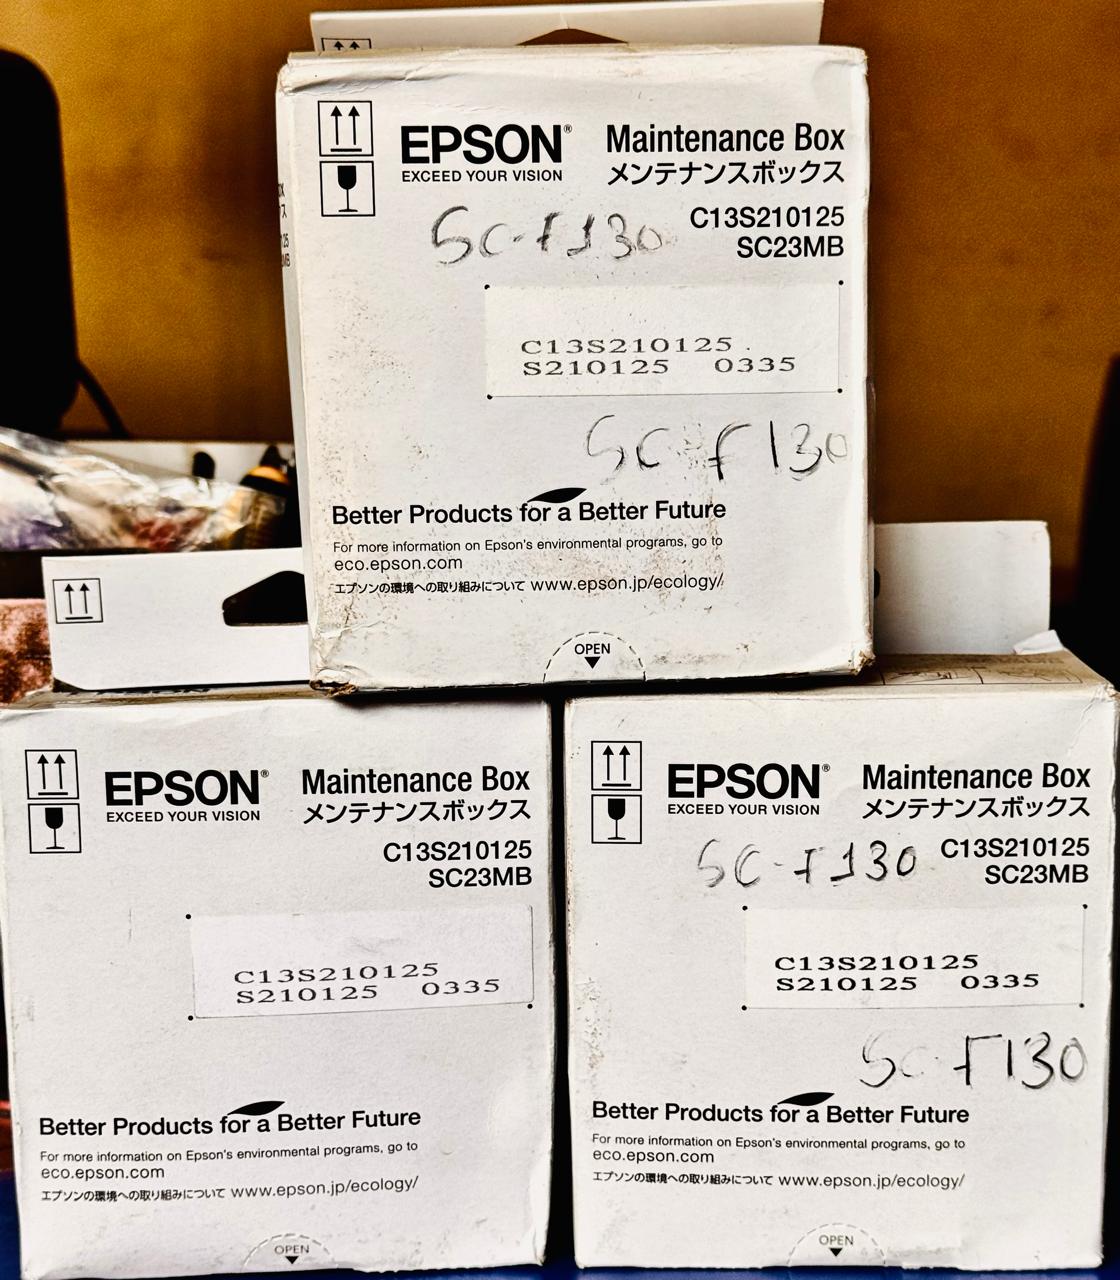 EPSON®
EXCEED YOUR VISION
Maintenance Box
メンテナンスボックス
C13S210125
SC23MB
SC-F130
C13S210125
S210125 0335
SC-F130
Better Products for a Better Future
For more information on Epson's environmental programs, go to
eco.epson.com
エプソンの環境への取り組みについて www.epson.jp/ecology/
OPEN
EPSON®
EXCEED YOUR VISION
Maintenance Box
メンテナンスボックス
C13S210125
SC23MB
C13S210125
S210125 0335
Better Products for a Better Future
For more information on Epson's environmental programs, go to
eco.epson.com
エプソンの環境への取り組みについて www.epson.jp/ecology/
OPEN
EPSON®
EXCEED YOUR VISION
Maintenance Box
メンテナンスボックス
SC-F130
C13S210125
SC23MB
C13S210125
S210125 0335
SC-F130
Better Products for a Better Future
For more information on Epson's environmental programs, go to
eco.epson.com
エプソンの環境への取り組みについて www.epson.jp/ecology/
OPEN